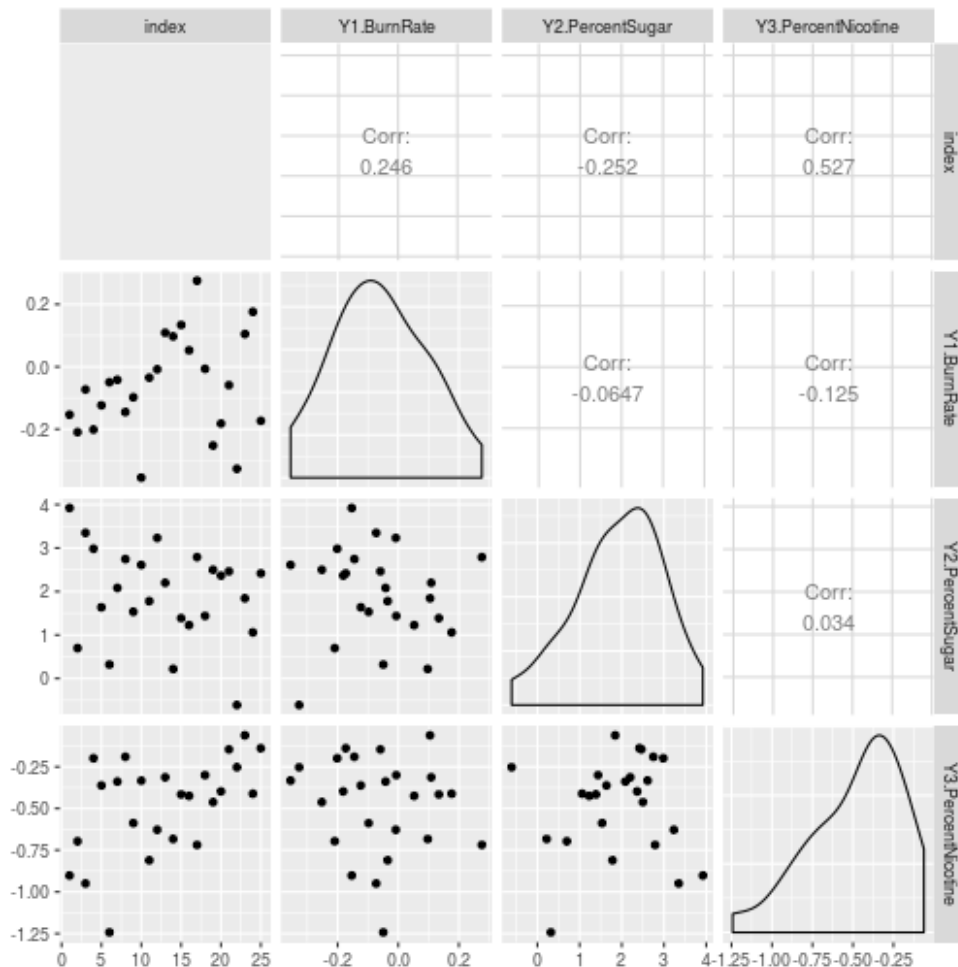 index Y1.BurnRate Y2.PercentSugar Y3.PercentNicotine
Corr:
0.246
Corr:
-0.252
Corr:
0.527
index
0.2
0.0
-0.2
Corr:
-0.0647
Corr:
-0.125
Y1.BurnRate
4
3
2
1
0
Corr:
0.034
Y2.PercentSugar
-0.25
-0.50
-0.75
-1.00
-1.25
Y3.PercentNicotine
0 5 10 15 20 25 -0.2 0.0 0.2 0 1 2 3 4 -1.25 -1.00 -0.75 -0.50 -0.25